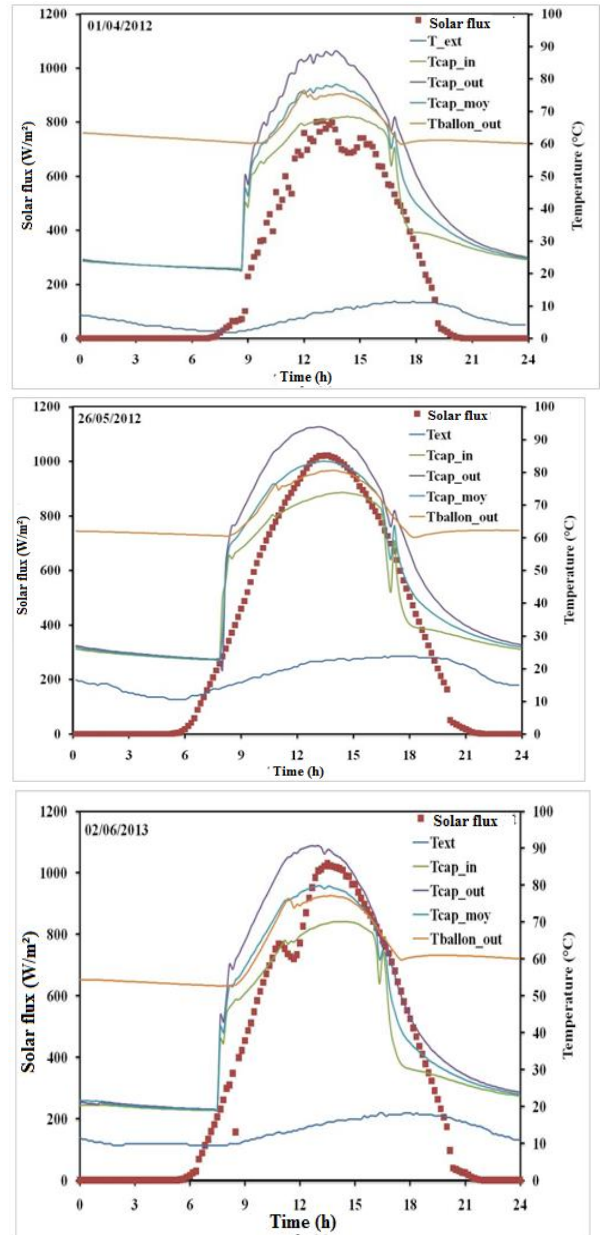 01/04/2012
Solar flux
T_ext
Tcap_in
Tcap_out
Tcap_moy
Tballon_out
1200
1000
800
600
400
200
0
Solar flux (W/m²)
100
90
80
70
60
50
40
30
20
10
0
Temperature (°C)
0 3 6 9 12 15 18 21 24
Time (h)
26/05/2012
Solar flux
Text
Tcap_in
Tcap_out
Tcap_moy
Tballon_out
1200
1000
800
600
400
200
0
Solar flux (W/m²)
100
90
80
70
60
50
40
30
20
10
0
Temperature (°C)
0 3 6 9 12 15 18 21 24
Time (h)
02/06/2013
Solar flux
Text
Tcap_in
Tcap_out
Tcap_moy
Tballon_out
1200
1000
800
600
400
200
0
Solar flux (W/m²)
100
90
80
70
60
50
40
30
20
10
0
Temperature (°C)
0 3 6 9 12 15 18 21 24
Time (h)